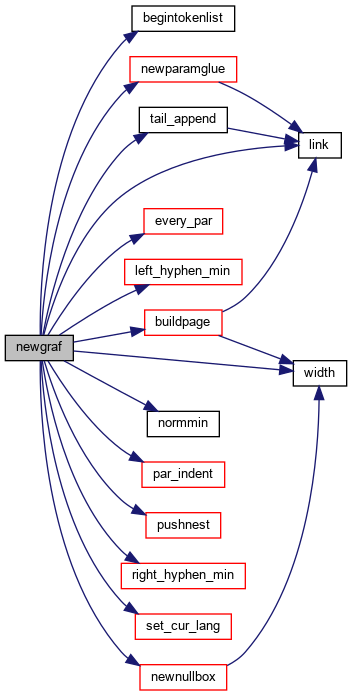 begintokenlist
newparamglue
tail_append
link
every_par
left_hyphen_min
buildpage
newgraf
width
normmin
par_indent
pushnest
right_hyphen_min
set_cur_lang
newnullbox